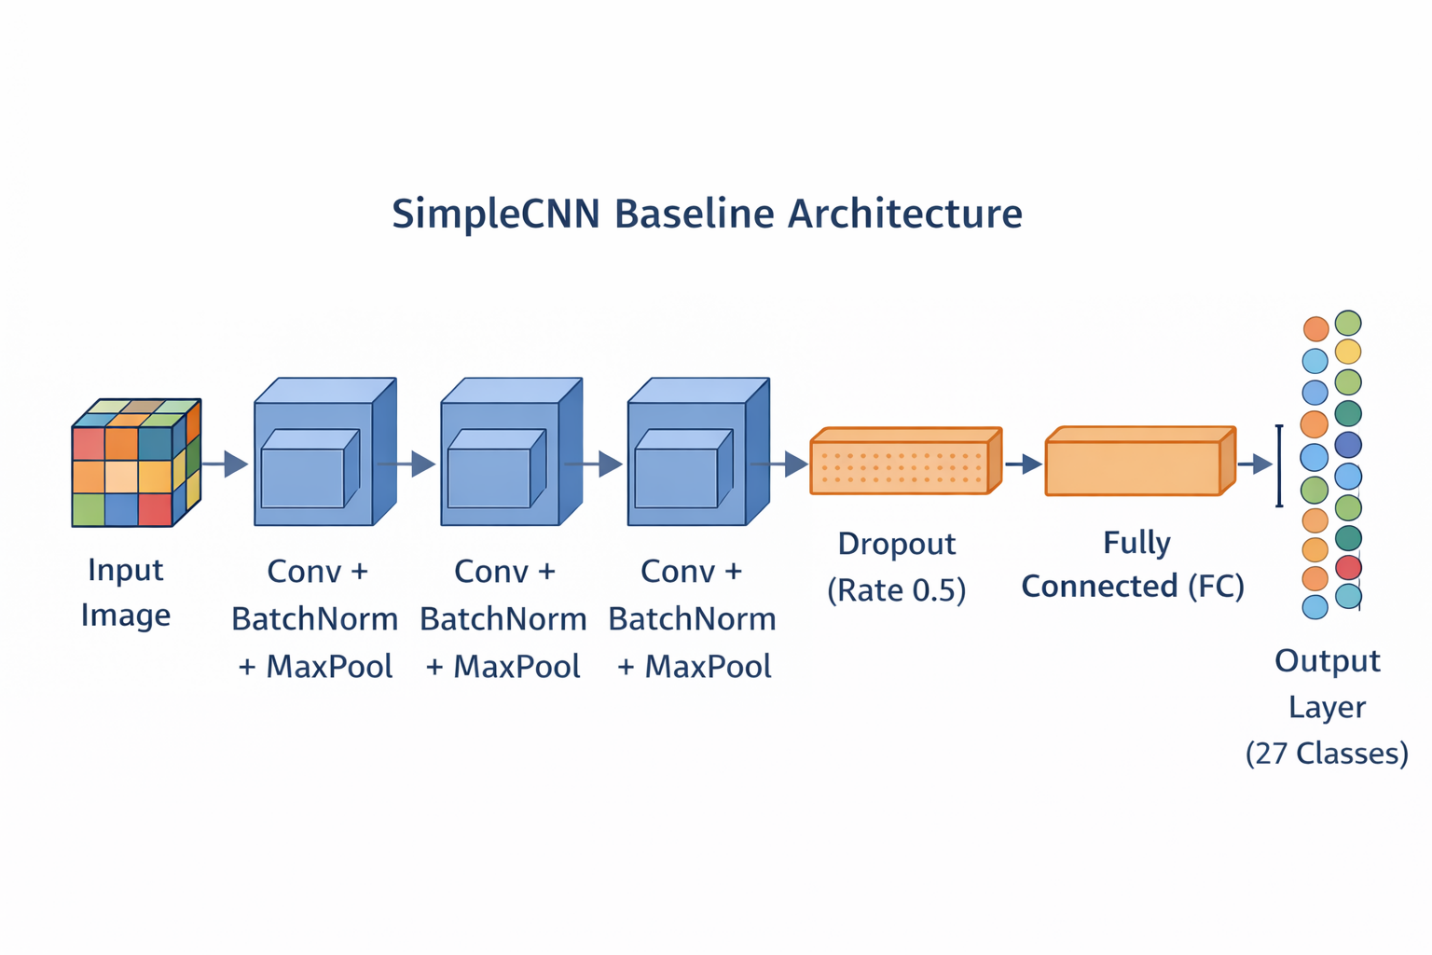 SimpleCNN Baseline Architecture
Input
Image
Conv +
BatchNorm
+ MaxPool
Conv +
BatchNorm
+ MaxPool
Conv +
BatchNorm
+ MaxPool
Dropout
(Rate 0.5)
Fully
Connected (FC)
Output
Layer
(27 Classes)